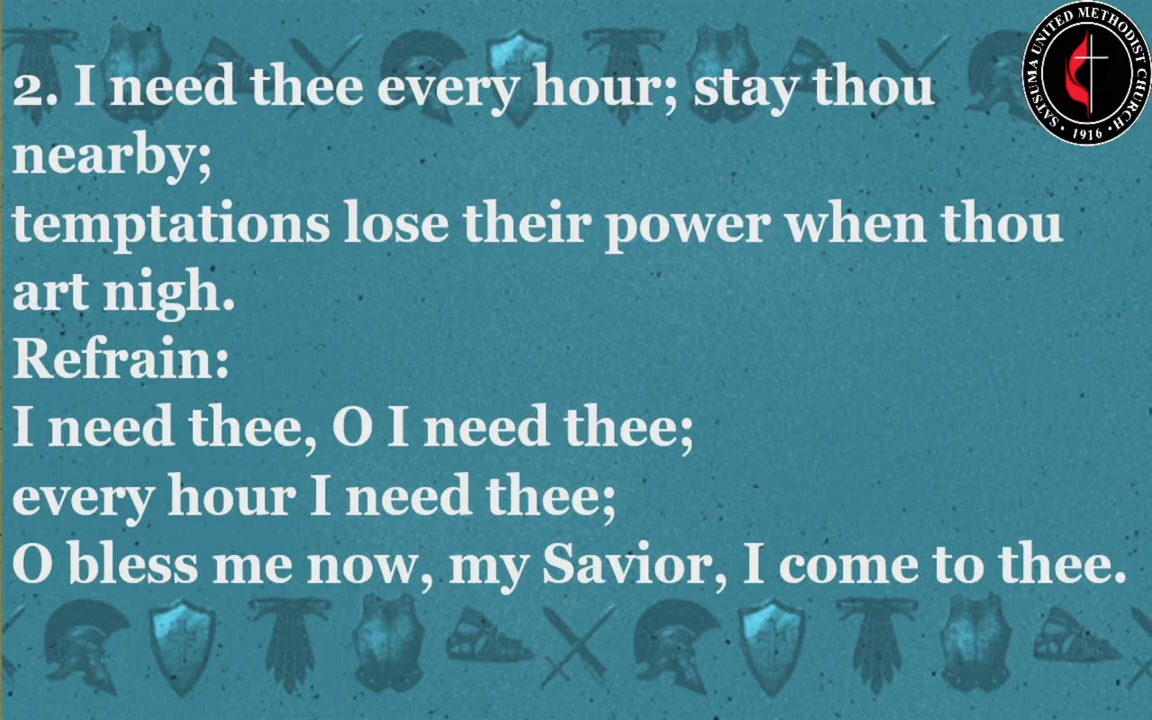 2. I need thee every hour; stay thou
nearby;
temptations lose their power when thou
art nigh.
Refrain:
I need thee, O I need thee;
every hour I need thee;
O bless me now, my Savior, I come to thee.
SATSUMA UNITED METHODIST CHURCH
• 1916 •